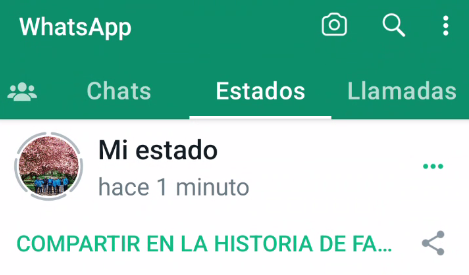 WhatsApp
Chats Estados Llamadas
Mi estado
hace 1 minuto
COMPARTIR EN LA HISTORIA DE FA...